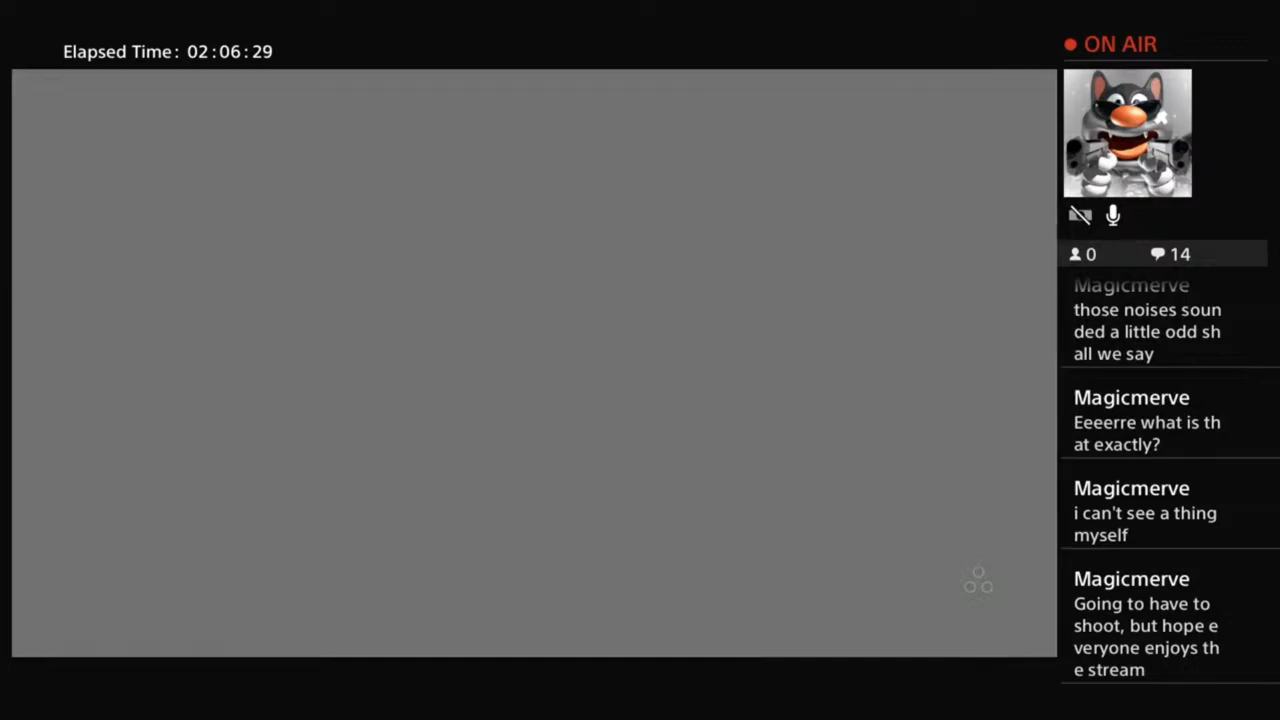 Elapsed Time: 02:06:29
ON AIR
0
14
Magicmerve
those noises soun
ded a little odd sh
all we say
Magicmerve
Eeeerre what is th
at exactly?
Magicmerve
i can't see a thing
myself
Magicmerve
Going to have to
shoot, but hope e
veryone enjoys th
e stream